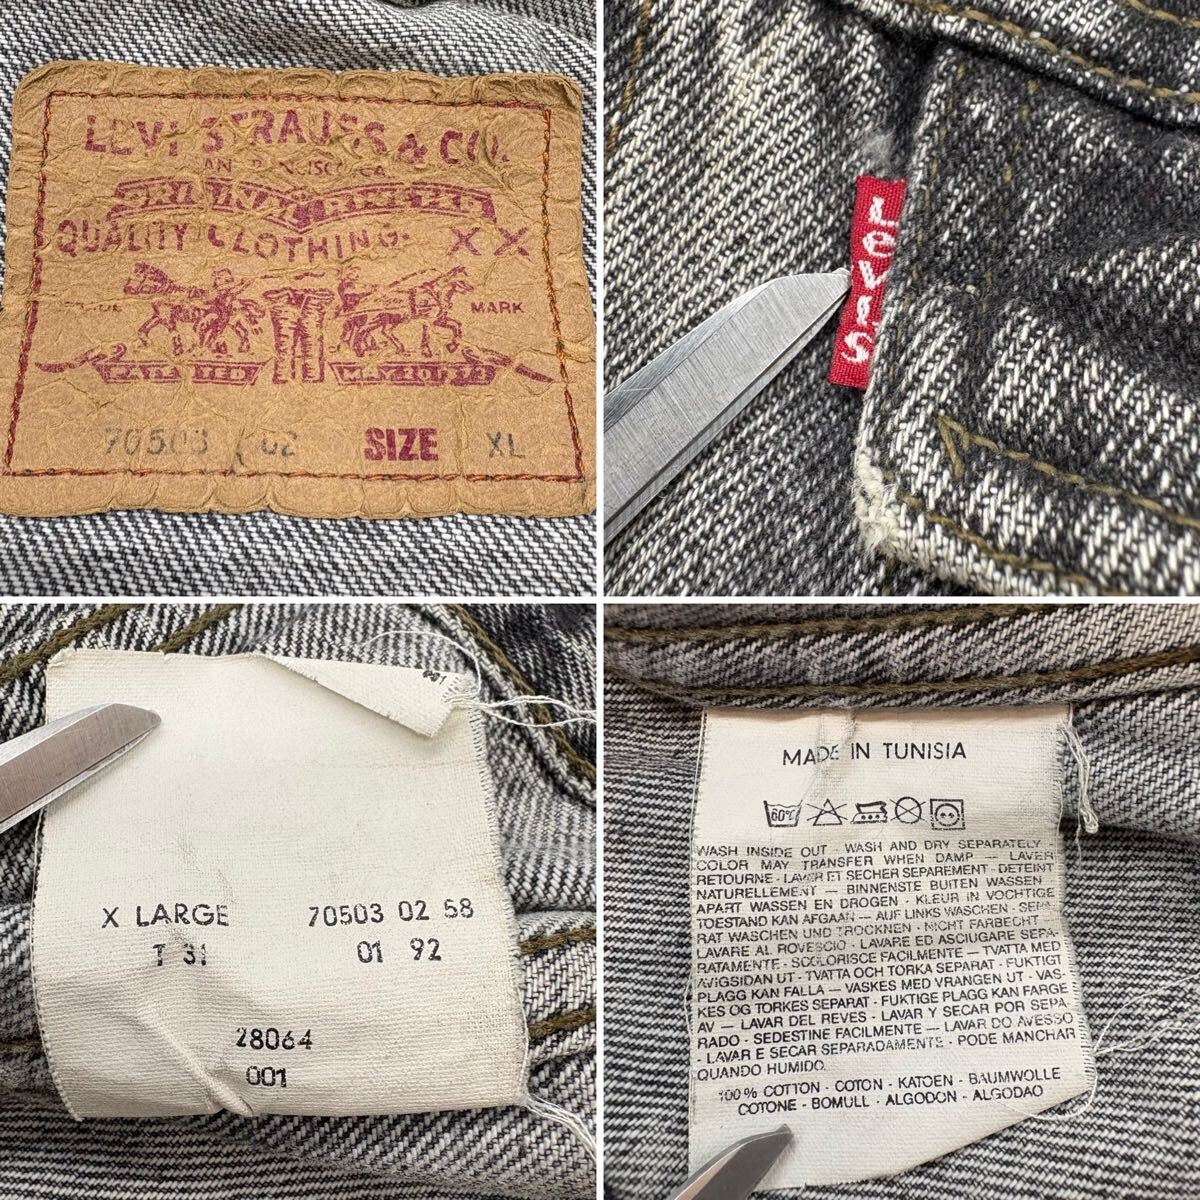 LEVI STRAUSS & CO.
SAN FRANCISCO CAL
ORIGINAL RIVETED
QUALITY CLOTHING XX
TRADE MARK
70503 02 SIZE XL
LEVI'S
X LARGE 70503 02 58
T 31 01 92
28064
001
MADE IN TUNISIA
60°C
WASH INSIDE OUT WASH AND DRY SEPARATELY -
COLOR MAY TRANSFER WHEN DAMP — LAVER
RETOURNE - LAVER ET SECHER SEPAREMENT - DETEINT
NATURELLEMENT — BINNENSTE BUITEN WASSEN -
APART WASSEN EN DROGEN - KLEUR IN VOCHTIGE
TOESTAND KAN AFGAAN — AUF LINKS WASCHEN - SEPA-
RAT WASCHEN UND TROCKNEN - NICHT FARBECHT -
LAVARE AL ROVESCIO - LAVARE ED ASCIUGARE SEPA-
RATAMENTE - SCOLORISCE FACILMENTE — TVATTA MED
AVIGSIDAN UT - TVATTA OCH TORKA SEPARAT - FUKTIGT
PLAGG KAN FALLA — VASKES MED VRANGEN UT - VAS-
KES OG TORKES SEPARAT - FUKTIGE PLAGG KAN FARGE
AV — LAVAR DEL REVES - LAVAR Y SECAR POR SEPA-
RADO - SEDESTINE FACILMENTE — LAVAR DO AVESSO
- LAVAR E SECAR SEPARADAMENTE - PODE MANCHAR
QUANDO HUMIDO.
100% COTTON - COTON - KATOEN - BAUMWOLLE
COTONE - BOMULL - ALGODON - ALGODAO